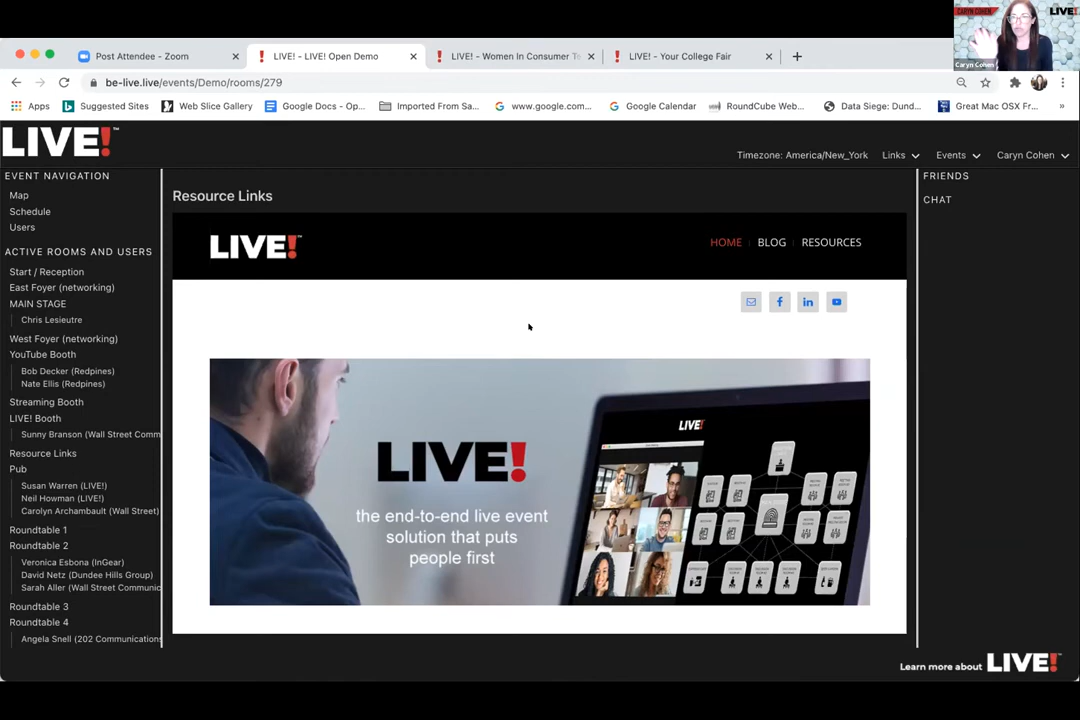 CARYN COHEN
LIVE!
Caryn Cohen
Post Attendee - Zoom
LIVE! - LIVE! Open Demo
LIVE! - Women In Consumer Te
LIVE! - Your College Fair
be-live.live/events/Demo/rooms/279
Apps
Suggested Sites
Web Slice Gallery
Google Docs - Op...
Imported From Sa...
www.google.com...
Google Calendar
RoundCube Web...
Data Siege: Dund...
Great Mac OSX Fr...
»
LIVE!™
Timezone: America/New_York
Links
Events
Caryn Cohen
EVENT NAVIGATION
Map
Schedule
Users
ACTIVE ROOMS AND USERS
Start / Reception
East Foyer (networking)
MAIN STAGE
Chris Lesieutre
West Foyer (networking)
YouTube Booth
Bob Decker (Redpines)
Nate Ellis (Redpines)
Streaming Booth
LIVE! Booth
Sunny Branson (Wall Street Comm
Resource Links
Pub
Susan Warren (LIVE!)
Neil Howman (LIVE!)
Carolyn Archambault (Wall Street)
Roundtable 1
Roundtable 2
Veronica Esbona (InGear)
David Netz (Dundee Hills Group)
Sarah Aller (Wall Street Communic
Roundtable 3
Roundtable 4
Angela Snell (202 Communications
Resource Links
LIVE!™
HOME
BLOG
RESOURCES
LIVE!
the end-to-end live event
solution that puts
people first
LIVE!
FRIENDS
CHAT
Learn more about LIVE!™